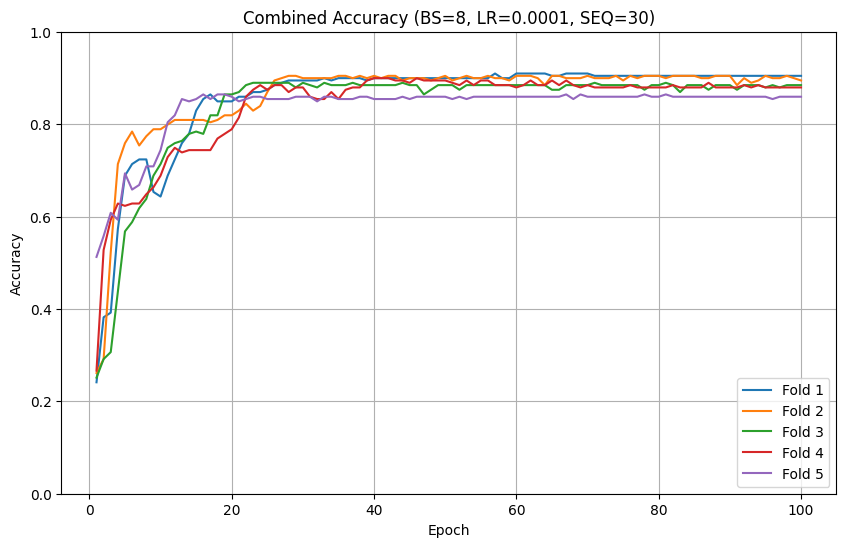 Combined Accuracy (BS=8, LR=0.0001, SEQ=30)
1.0
0.8
0.6
0.4
0.2
0.0
Accuracy
0 20 40 60 80 100
Epoch
Fold 1
Fold 2
Fold 3
Fold 4
Fold 5